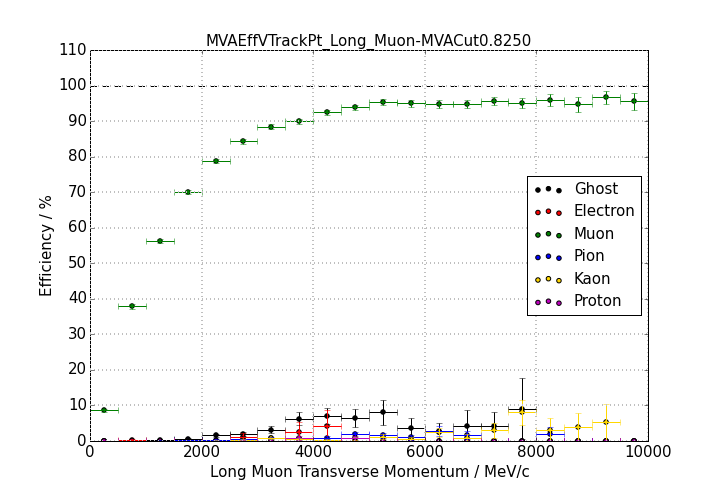 MVAEffVTrackPt_Long_Muon-MVACut0.8250
110
100
90
80
70
60
50
40
30
20
10
0
Efficiency / %
Ghost
Electron
Muon
Pion
Kaon
Proton
0 2000 4000 6000 8000 10000
Long Muon Transverse Momentum / MeV/c